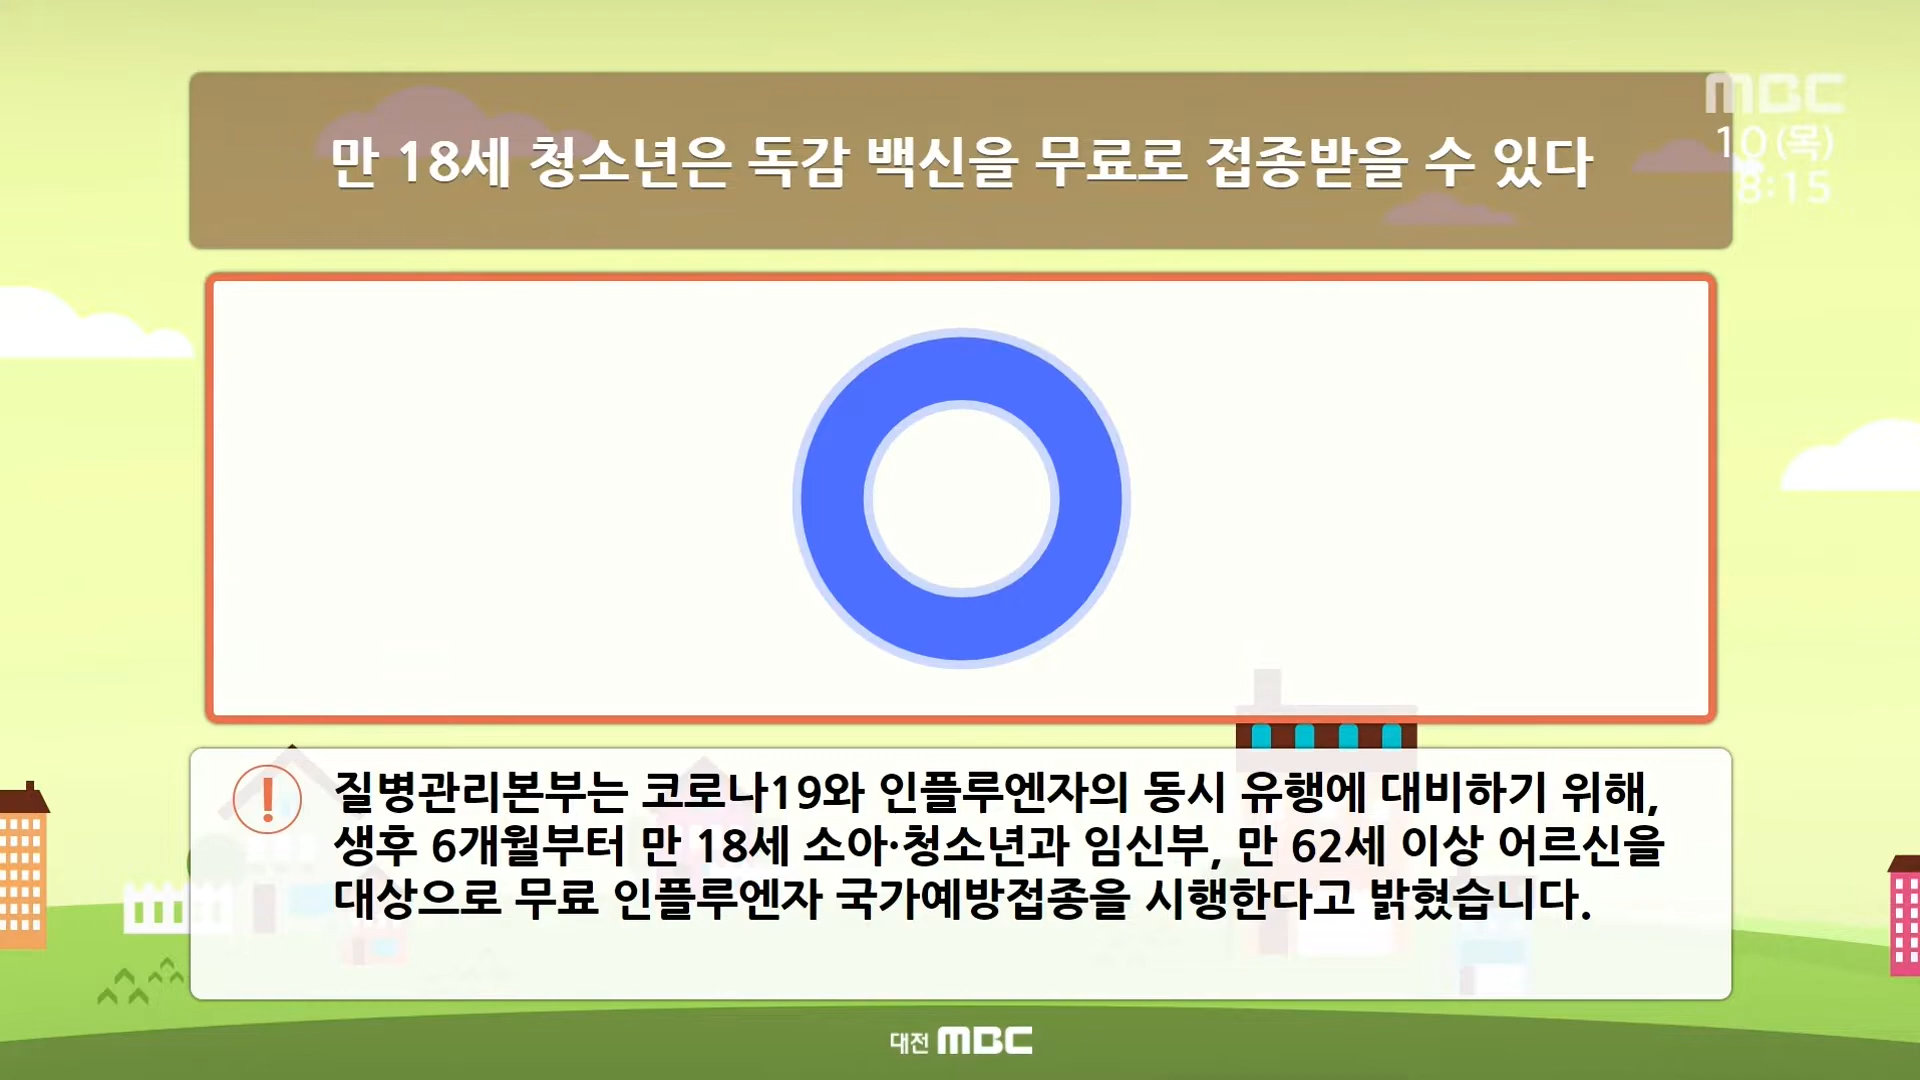 만 18세 청소년은 독감 백신을 무료로 접종받을 수 있다
MBC
10(목)
8:15
! 질병관리본부는 코로나19와 인플루엔자의 동시 유행에 대비하기 위해,
생후 6개월부터 만 18세 소아·청소년과 임신부, 만 62세 이상 어르신을
대상으로 무료 인플루엔자 국가예방접종을 시행한다고 밝혔습니다.
대전 MBC